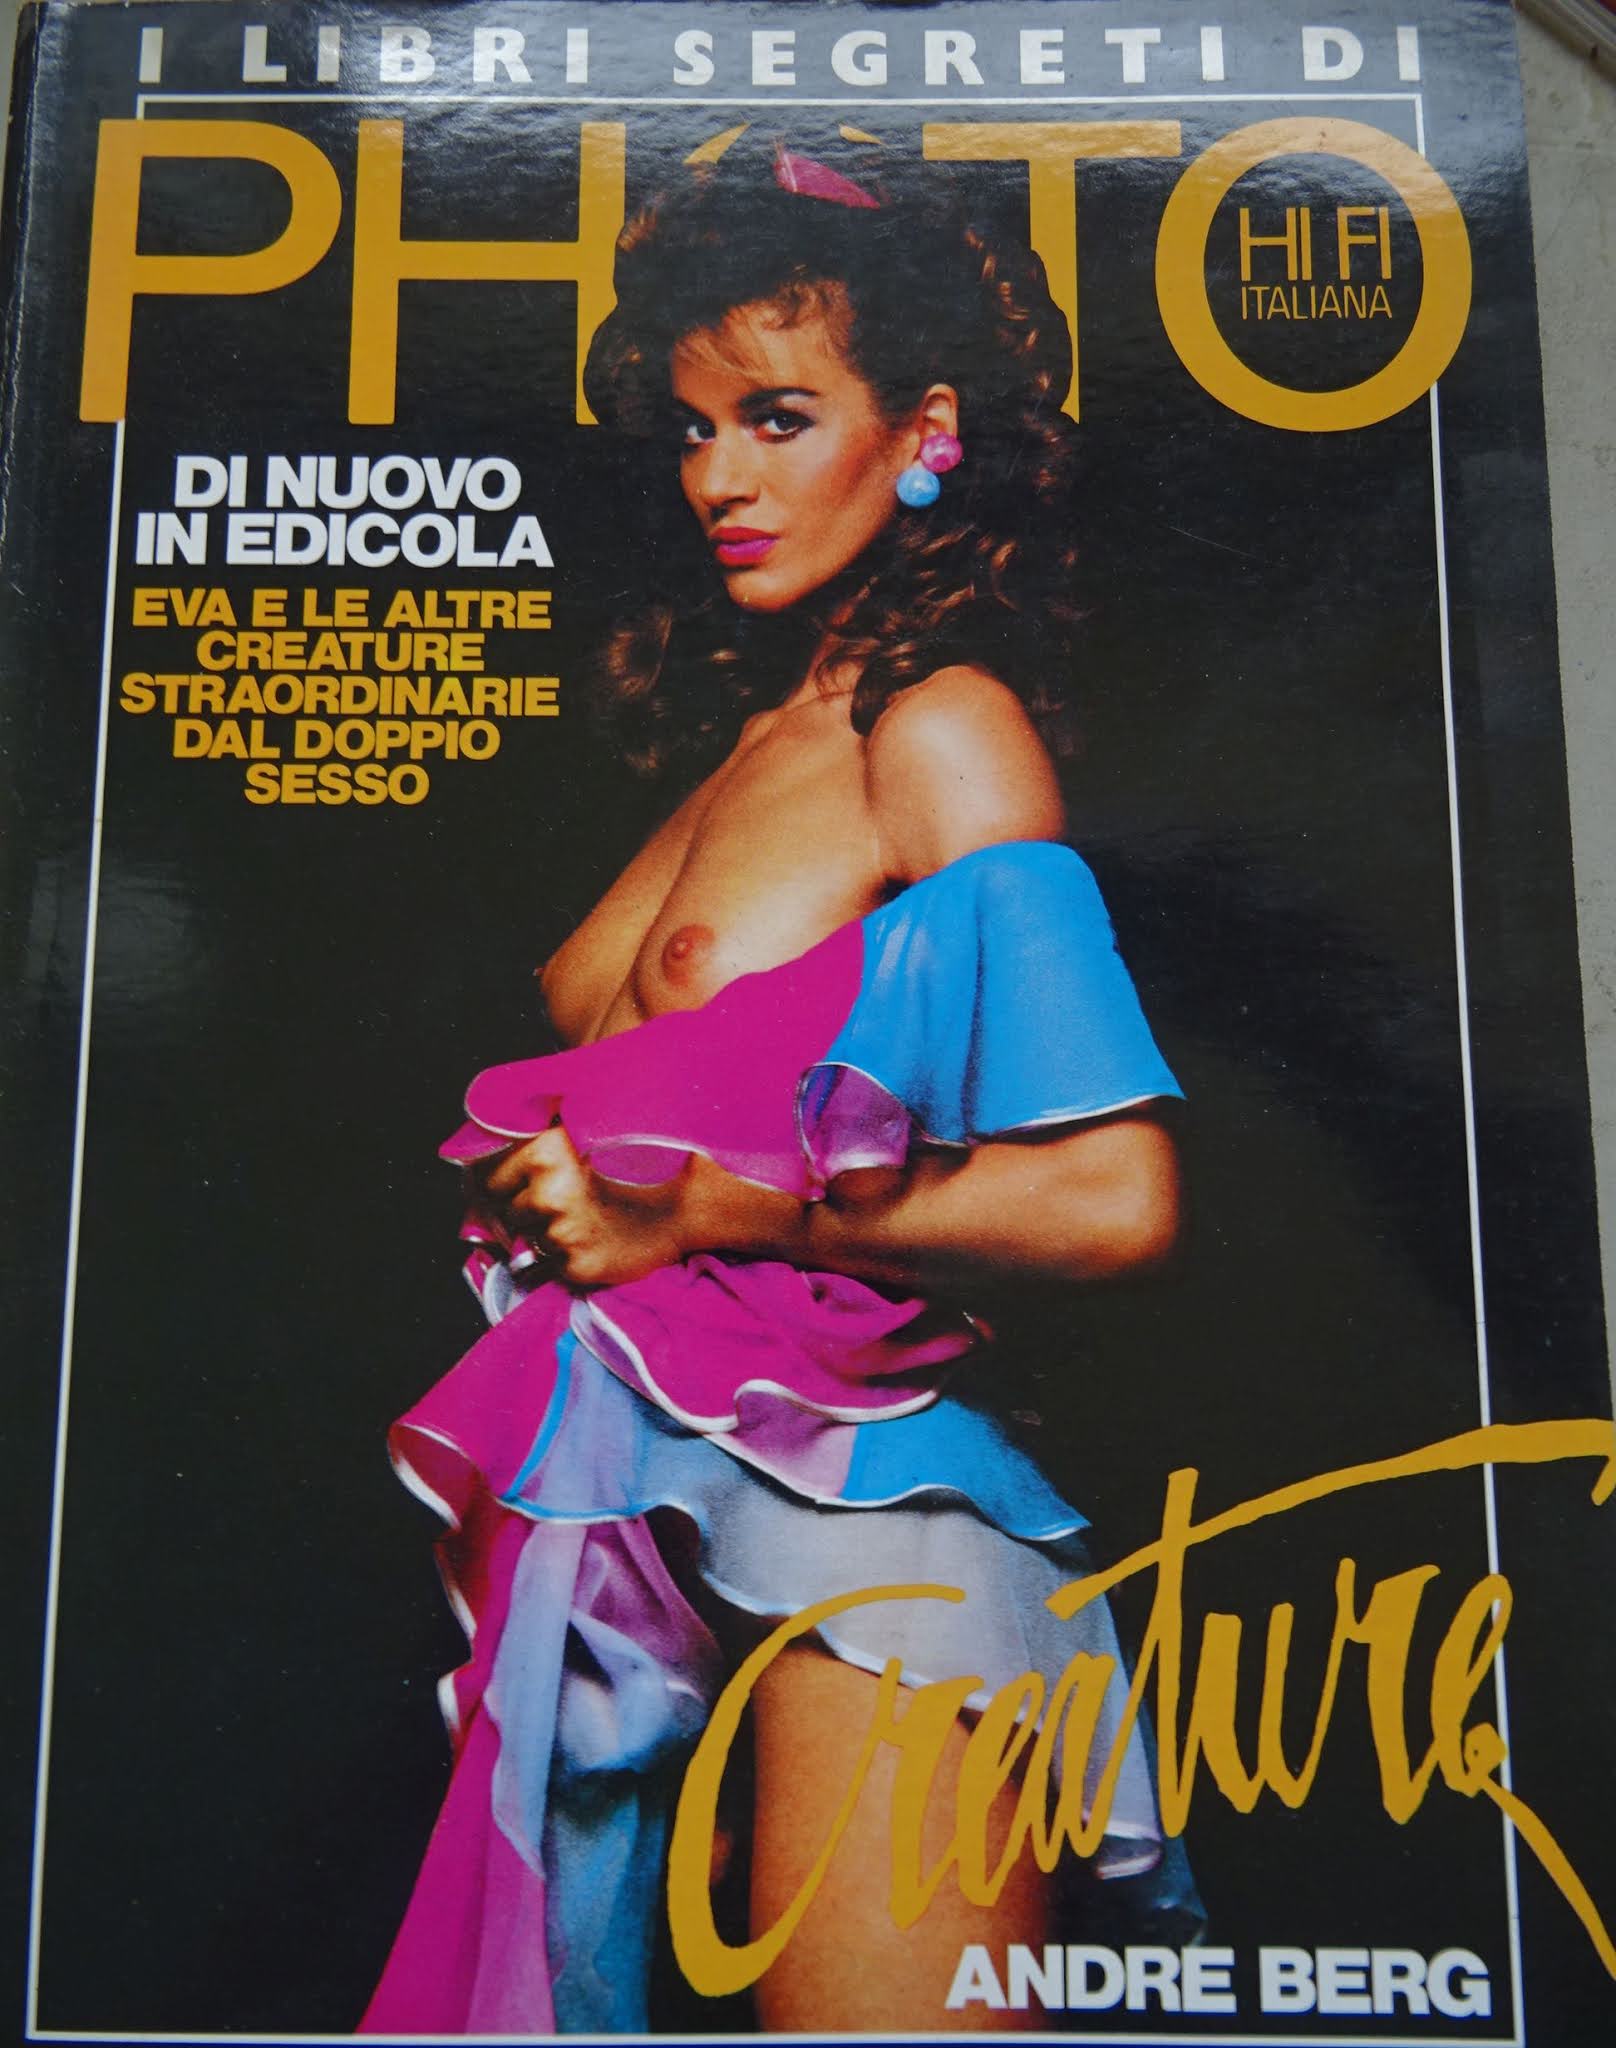 I LIBRI SEGRETI DI
PHOTO
HI FI
ITALIANA
DI NUOVO
IN EDICOLA
EVA E LE ALTRE
CREATURE
STRAORDINARIE
DAL DOPPIO
SESSO
Creature
ANDRE BERG